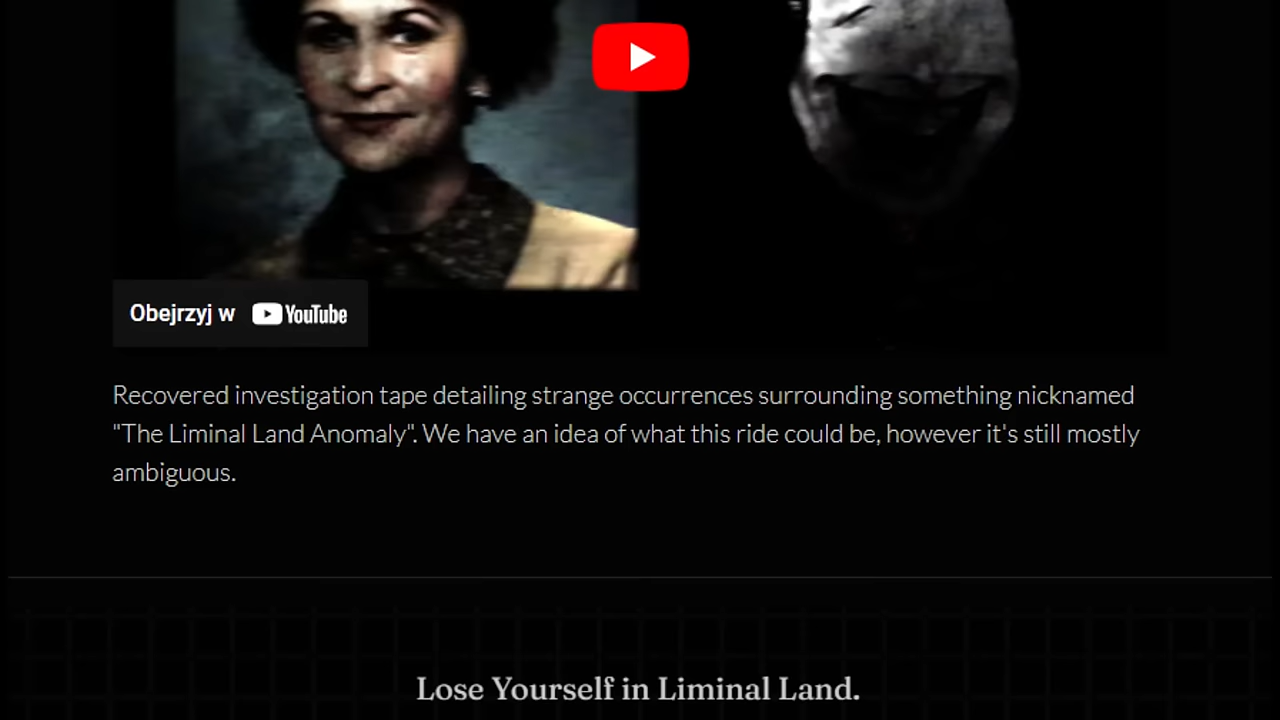 Obejrzyj w YouTube
Recovered investigation tape detailing strange occurrences surrounding something nicknamed
"The Liminal Land Anomaly". We have an idea of what this ride could be, however it's still mostly
ambiguous.
Lose Yourself in Liminal Land.